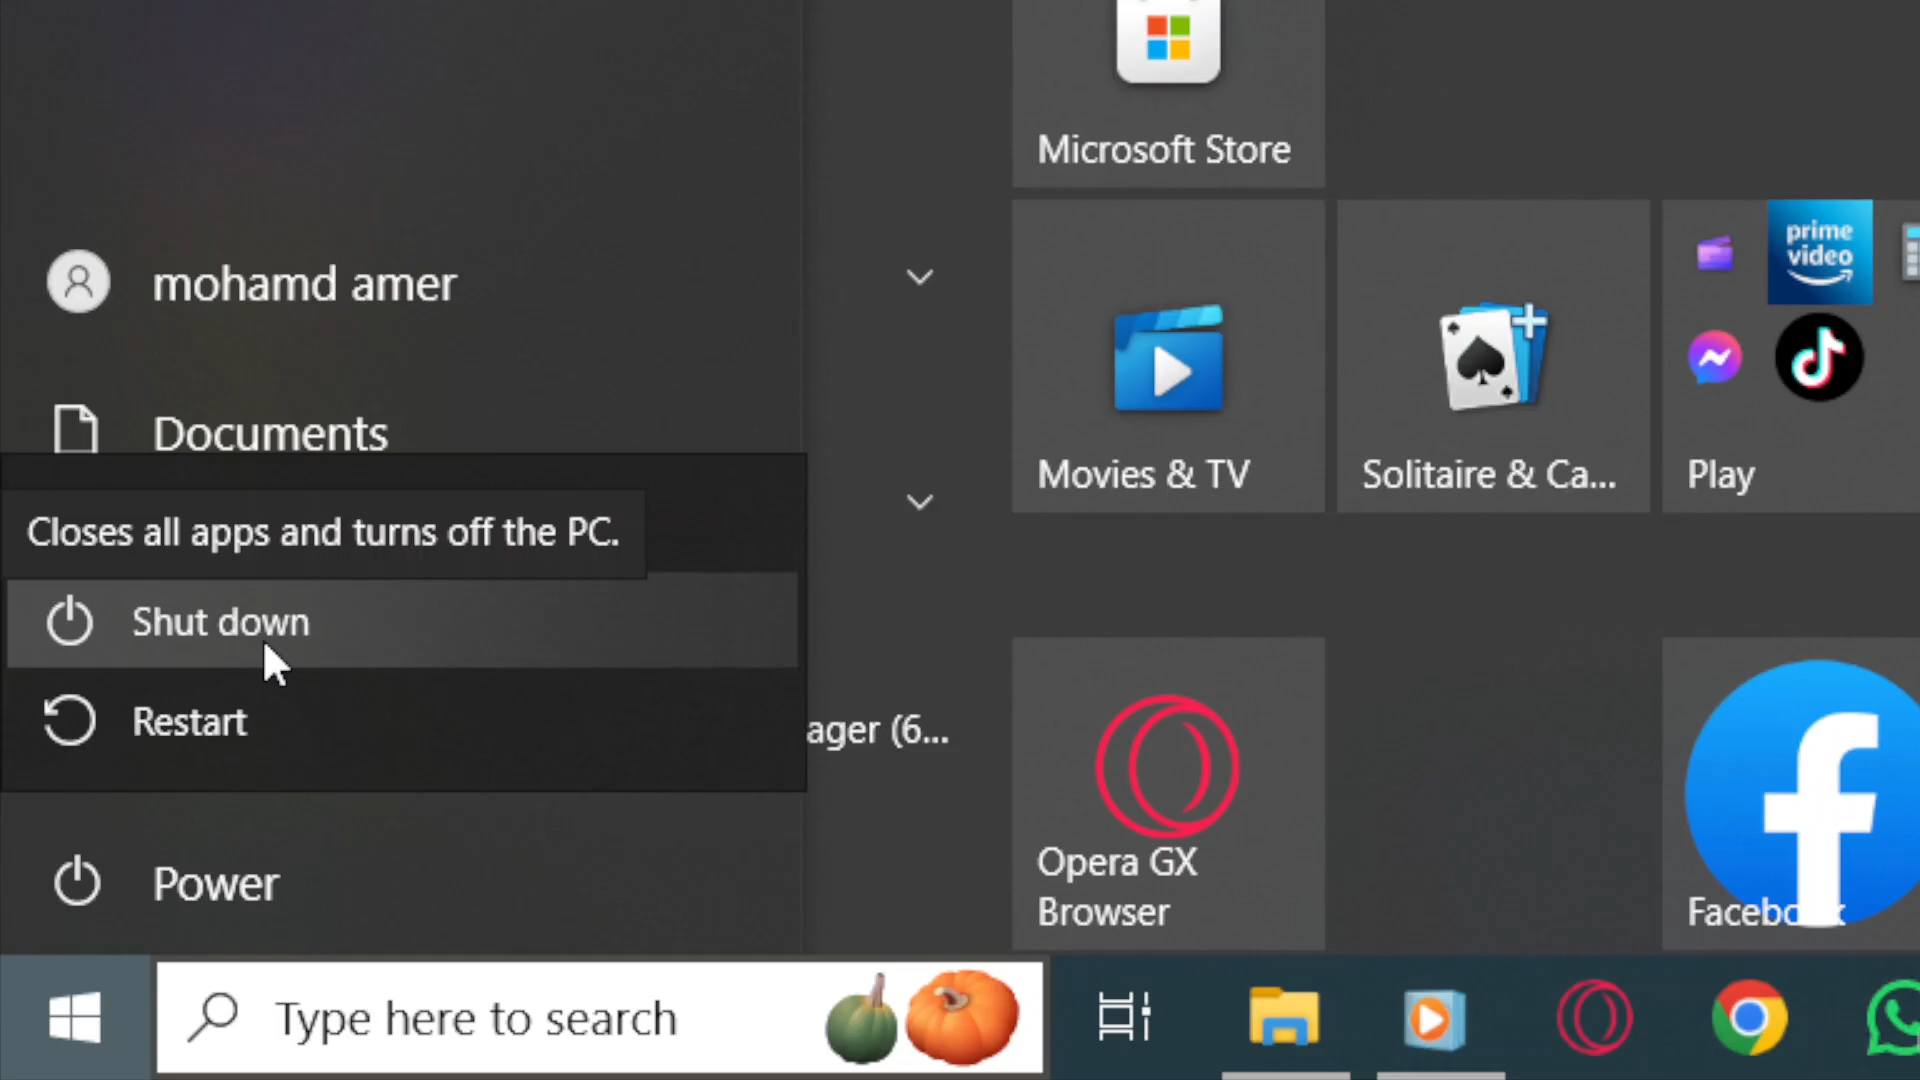 Microsoft Store
mohamd amer
prime
video
Documents
Movies & TV
Solitaire & Ca...
Play
Closes all apps and turns off the PC.
Shut down
Restart
ager (6...
Opera GX
Browser
Facebook
Power
Type here to search